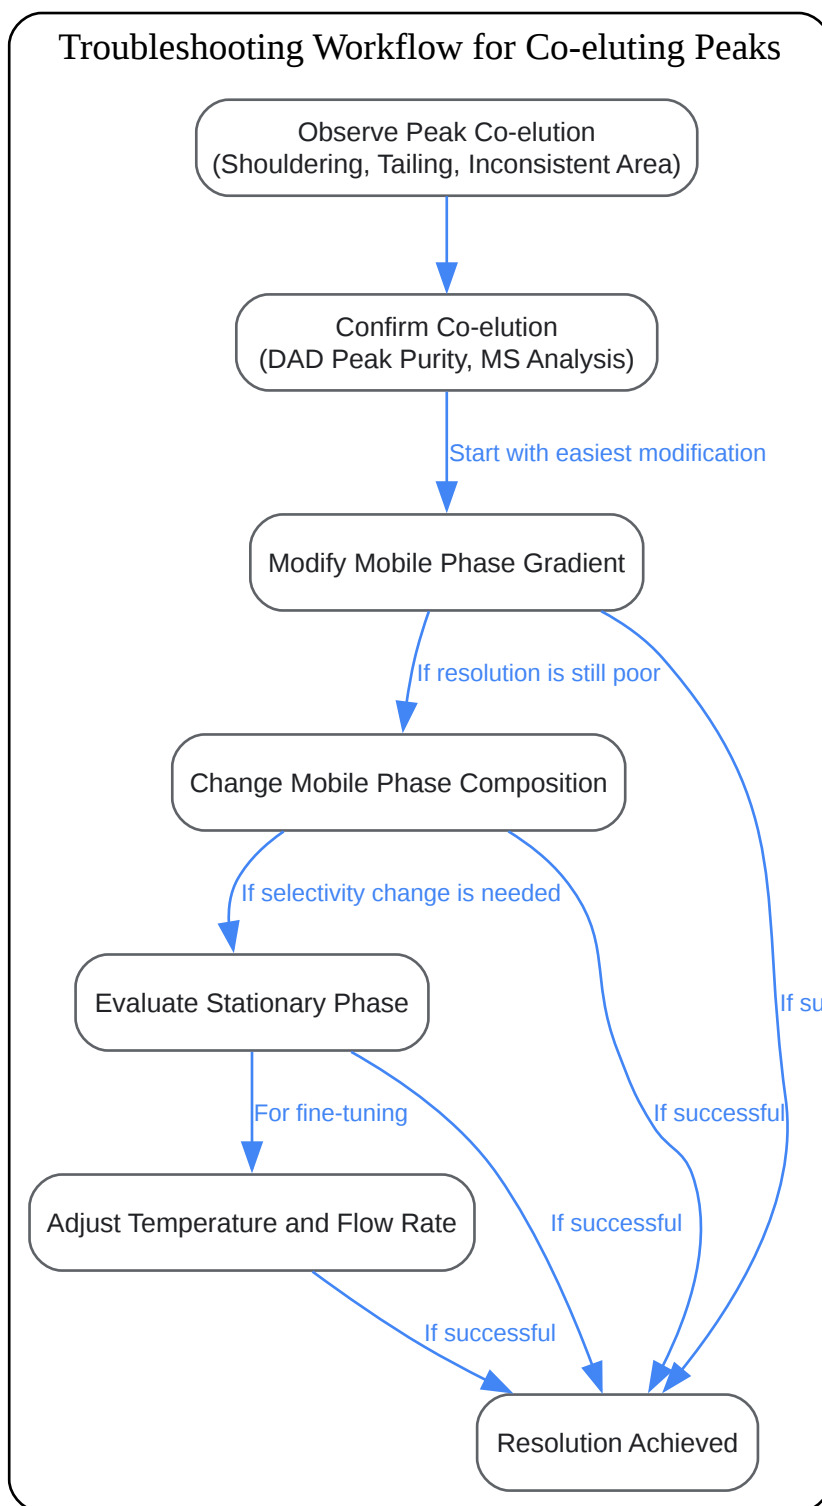 Troubleshooting Workflow for Co-eluting Peaks
Observe Peak Co-elution
(Shouldering, Tailing, Inconsistent Area)
Confirm Co-elution
(DAD Peak Purity, MS Analysis)
Start with easiest modification
Modify Mobile Phase Gradient
If resolution is still poor
Change Mobile Phase Composition
If selectivity change is needed
Evaluate Stationary Phase
If su
For fine-tuning
If successful
Adjust Temperature and Flow Rate
If successful
If successful
Resolution Achieved